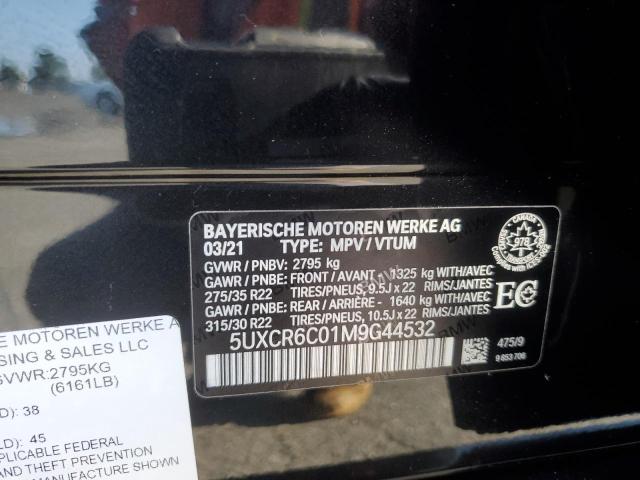 BAYERISCHE MOTOREN WERKE AG
03/21 TYPE: MPV / VTUM
GVWR / PNBV: 2795 kg
GAWR / PNBE: FRONT / AVANT - 1325 kg WITH/AVEC
275/35 R22 TIRES/PNEUS, 9.5J x 22 RIMS/JANTES
GAWR / PNBE: REAR / ARRIÈRE - 1640 kg WITH/AVEC
315/30 R22 TIRES/PNEUS, 10.5J x 22 RIMS/JANTES
5UXCR6C01M9G44532
CANADA
978
EC
475/9
9 853 706
E MOTOREN WERKE A
SING & SALES LLC
GVWR:2795KG
(6161LB)
D): 38
LD): 45
PLICABLE FEDERAL
AND THEFT PREVENTION
MANUFACTURE SHOWN